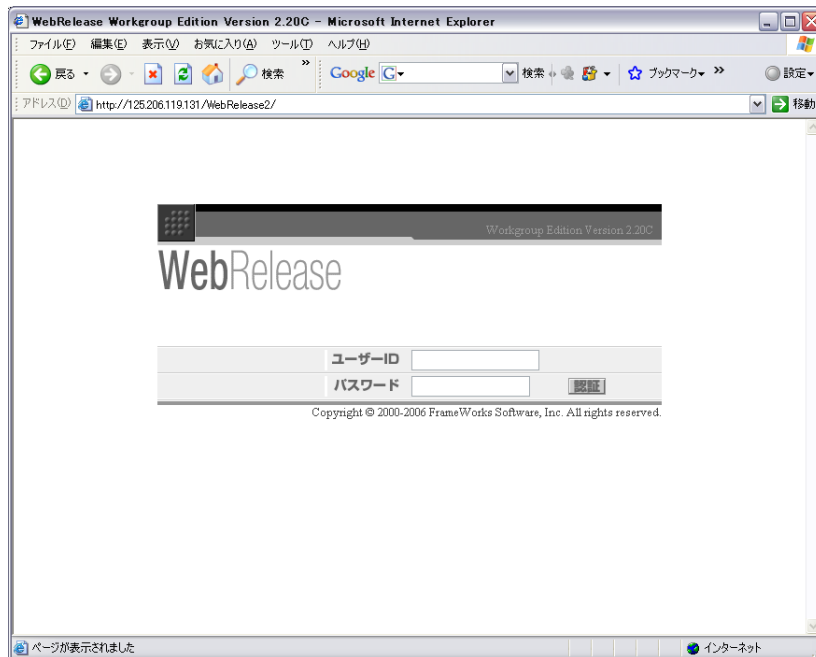 WebRelease Workgroup Edition Version 2.20C - Microsoft Internet Explorer
ファイル(F) 編集(E) 表示(V) お気に入り(A) ツール(T) ヘルプ(H)
戻る 検索 » Google G 検索 ブックマーク » 設定
アドレス(D) http://125.206.119.131/WebRelease2/ 移動
Workgroup Edition Version 2.20C
WebRelease
ユーザーID
パスワード 認証
Copyright © 2000-2006 FrameWorks Software, Inc. All rights reserved.
ページが表示されました インターネット